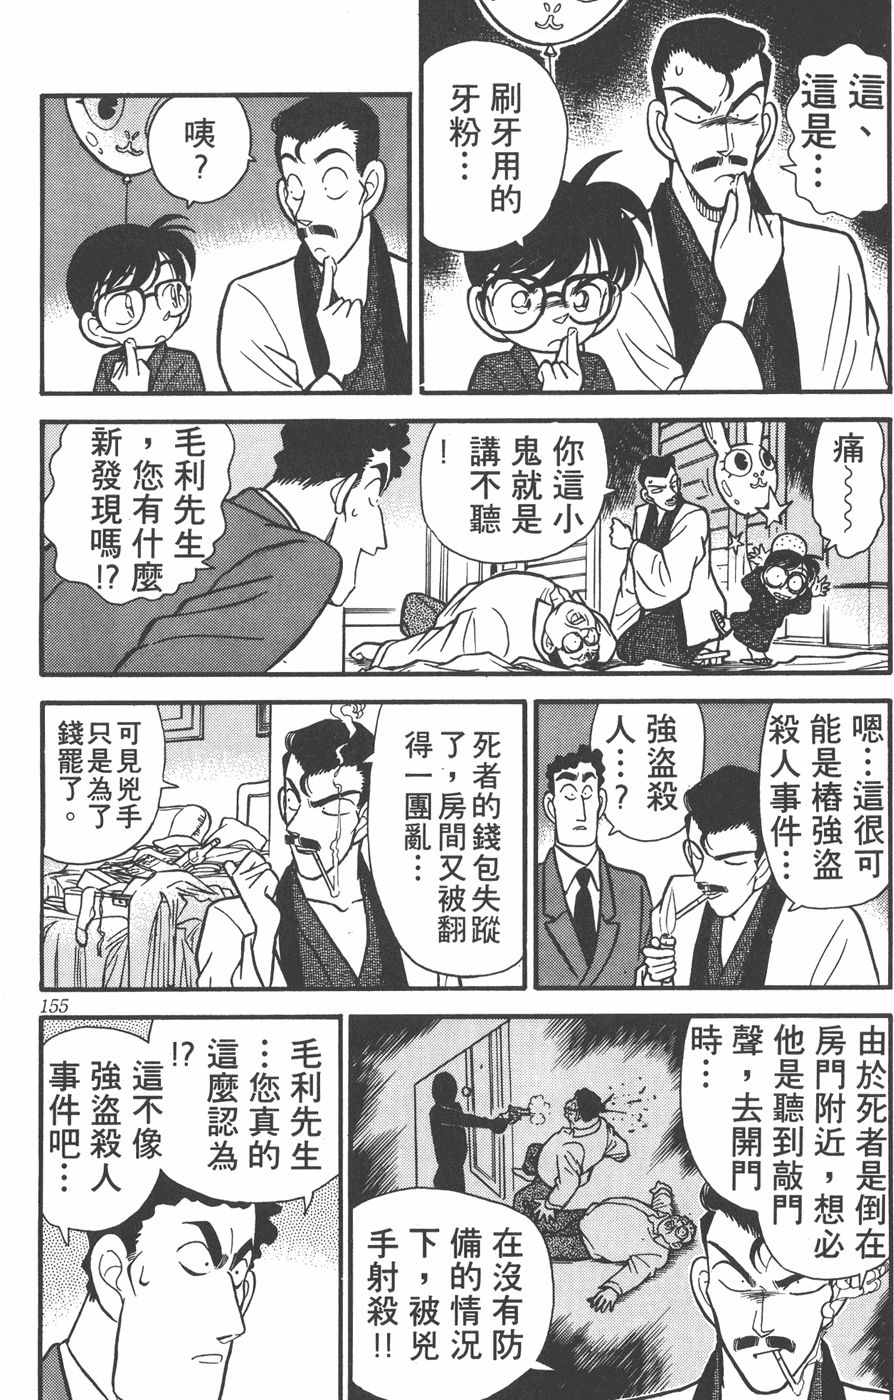 這、
這是…
刷牙用的
牙粉…
咦？
痛
你這小
鬼就是
講不聽
！
毛利先生
，您有什麼
新發現嗎!?
嗯…這很可
能是樁強盜
殺人事件…
強盜殺
人…？
死者的錢包失蹤
了，房間又被翻
得一團亂…
可見兇手
只是為了
錢罷了。
155
由於死者是倒在
房門附近，想必
他是聽到敲門
聲，去開門
時…
在沒有防
備的情況
下，被兇
手射殺!!
毛利先生
…您真的
這麼認為
!?
這不像
強盜殺人
事件吧…